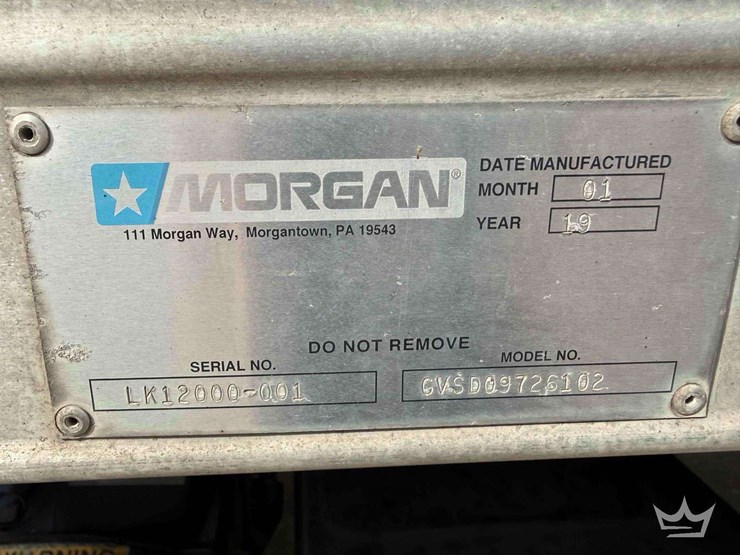 MORGAN®
111 Morgan Way, Morgantown, PA 19543
DATE MANUFACTURED
MONTH 01
YEAR 19
DO NOT REMOVE
SERIAL NO.
LK12000-001
MODEL NO.
GVSD09726102
WARNING